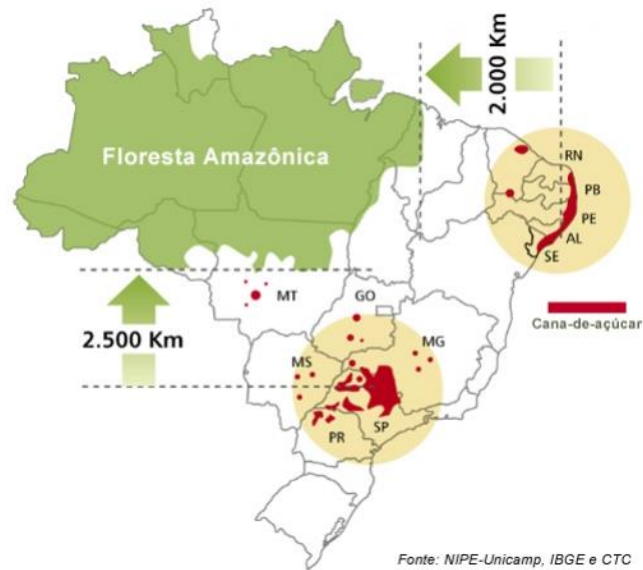 2.000 Km
Floresta Amazônica
RN
PB
PE
AL
SE
Cana-de-açúcar
MT
GO
2.500 Km
MG
MS
SP
PR
Fonte: NIPE-Unicamp, IBGE e CTC